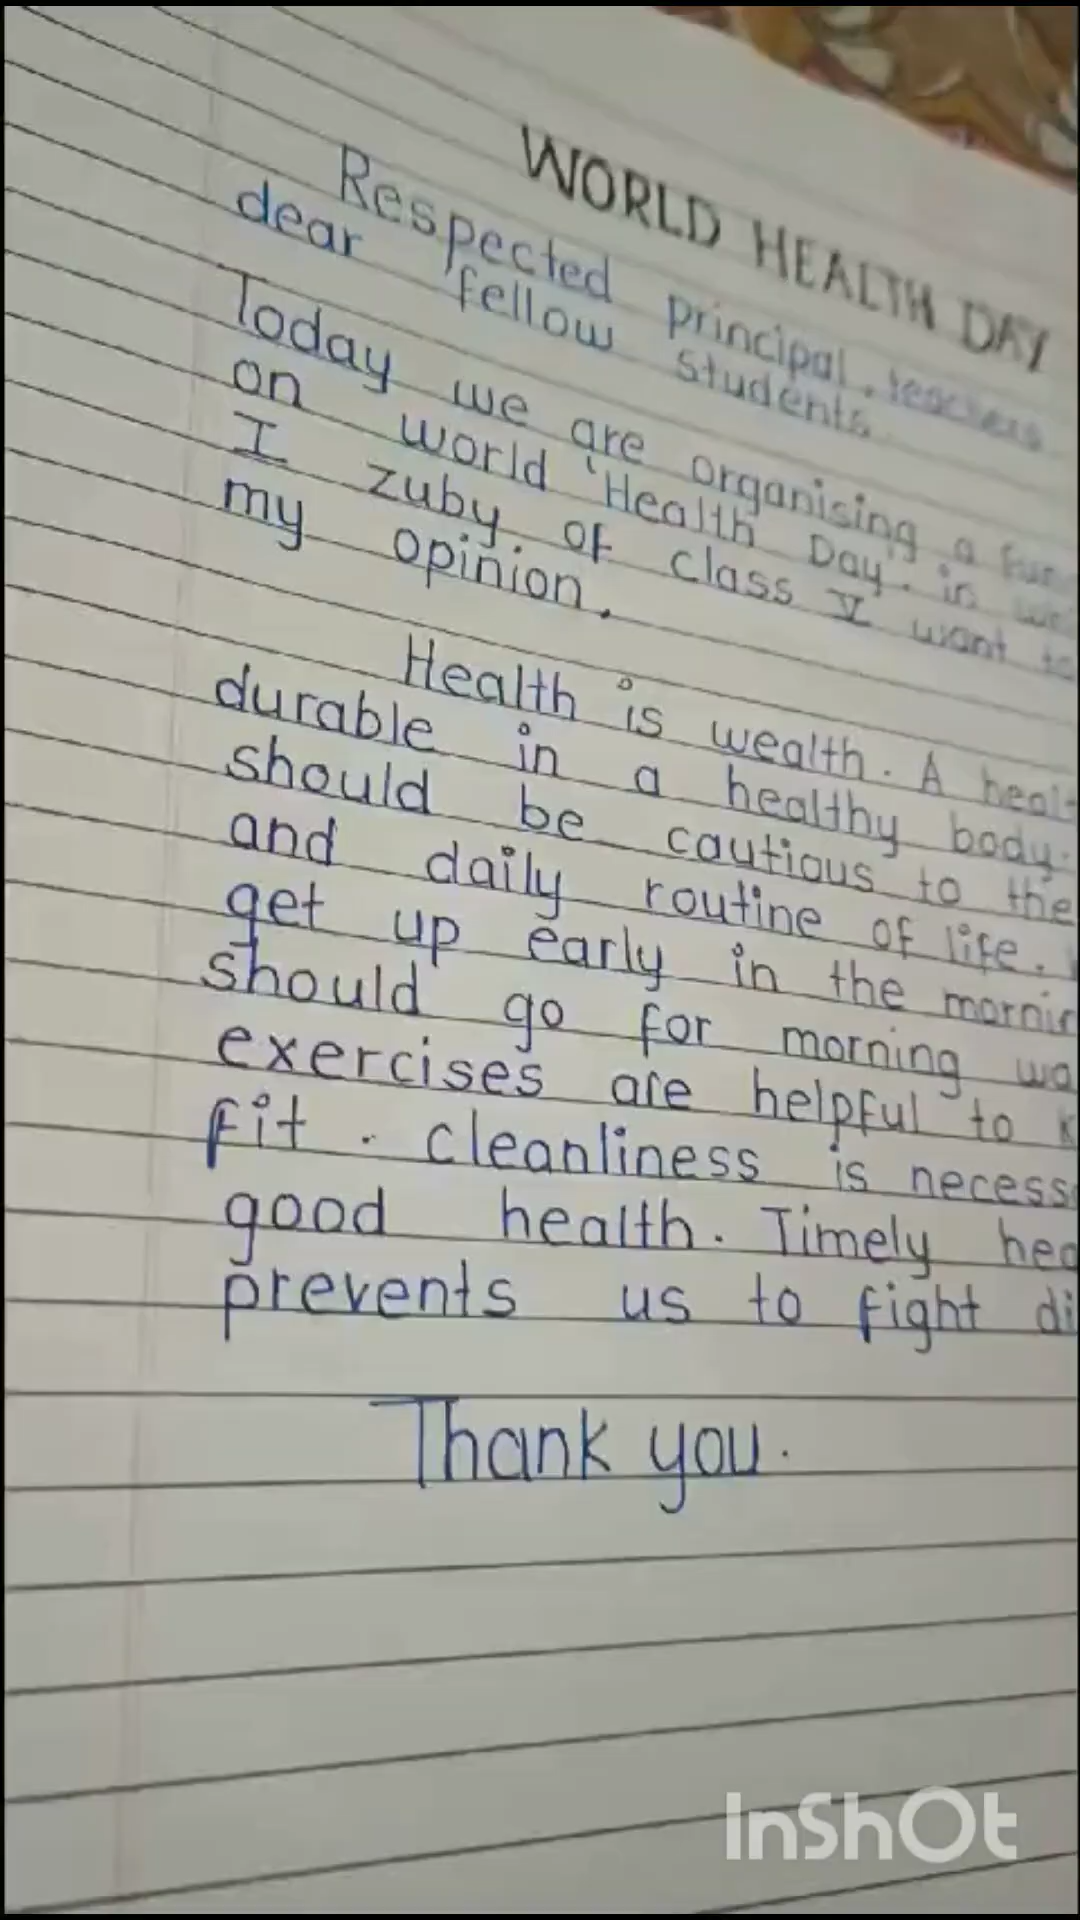 WORLD HEALTH DAY
Respected principal, teachers
dear fellow students.
Today we are organising a
on world 'Health Day'. in
I zuby of class V want to
my opinion.
Health is wealth. A
durable in a healthy body.
should be cautious to the
and daily routine of life.
get up early in the
should go for morning
exercises are helpful to
fit. cleanliness is
good health. Timely
prevents us to fight
Thank you.
InShOt